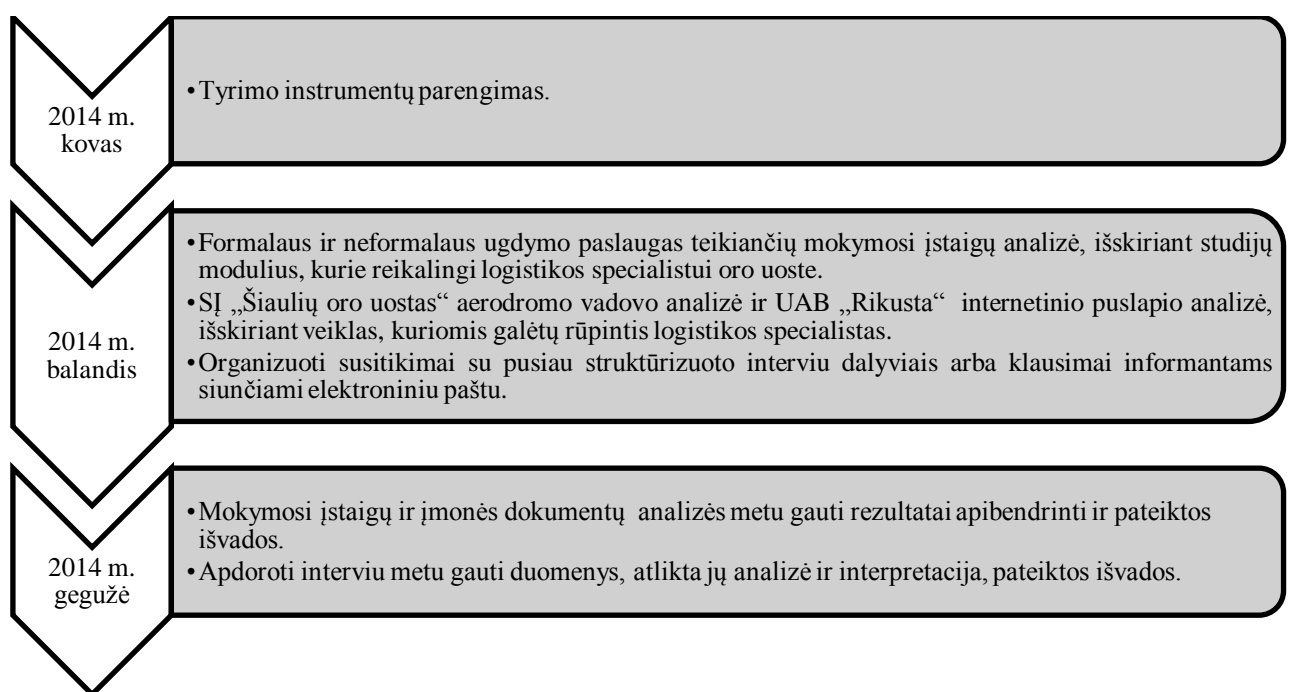 2014 m.
kovas
•Tyrimo instrumentų parengimas.
2014 m.
balandis
•Formalaus ir neformalaus ugdymo paslaugas teikiančių mokymosi įstaigų analizė, išskiriant studijų
modulius, kurie reikalingi logistikos specialistui oro uoste.
•SĮ „Šiaulių oro uostas“ aerodromo vadovo analizė ir UAB „Rikusta“ internetinio puslapio analizė,
išskiriant veiklas, kuriomis galėtų rūpintis logistikos specialistas.
•Organizuoti susitikimai su pusiau struktūrizuoto interviu dalyviais arba klausimai informantams
siunčiami elektroniniu paštu.
2014 m.
gegužė
•Mokymosi įstaigų ir įmonės dokumentų analizės metu gauti rezultatai apibendrinti ir pateiktos
išvados.
•Apdoroti interviu metu gauti duomenys, atlikta jų analizė ir interpretacija, pateiktos išvados.